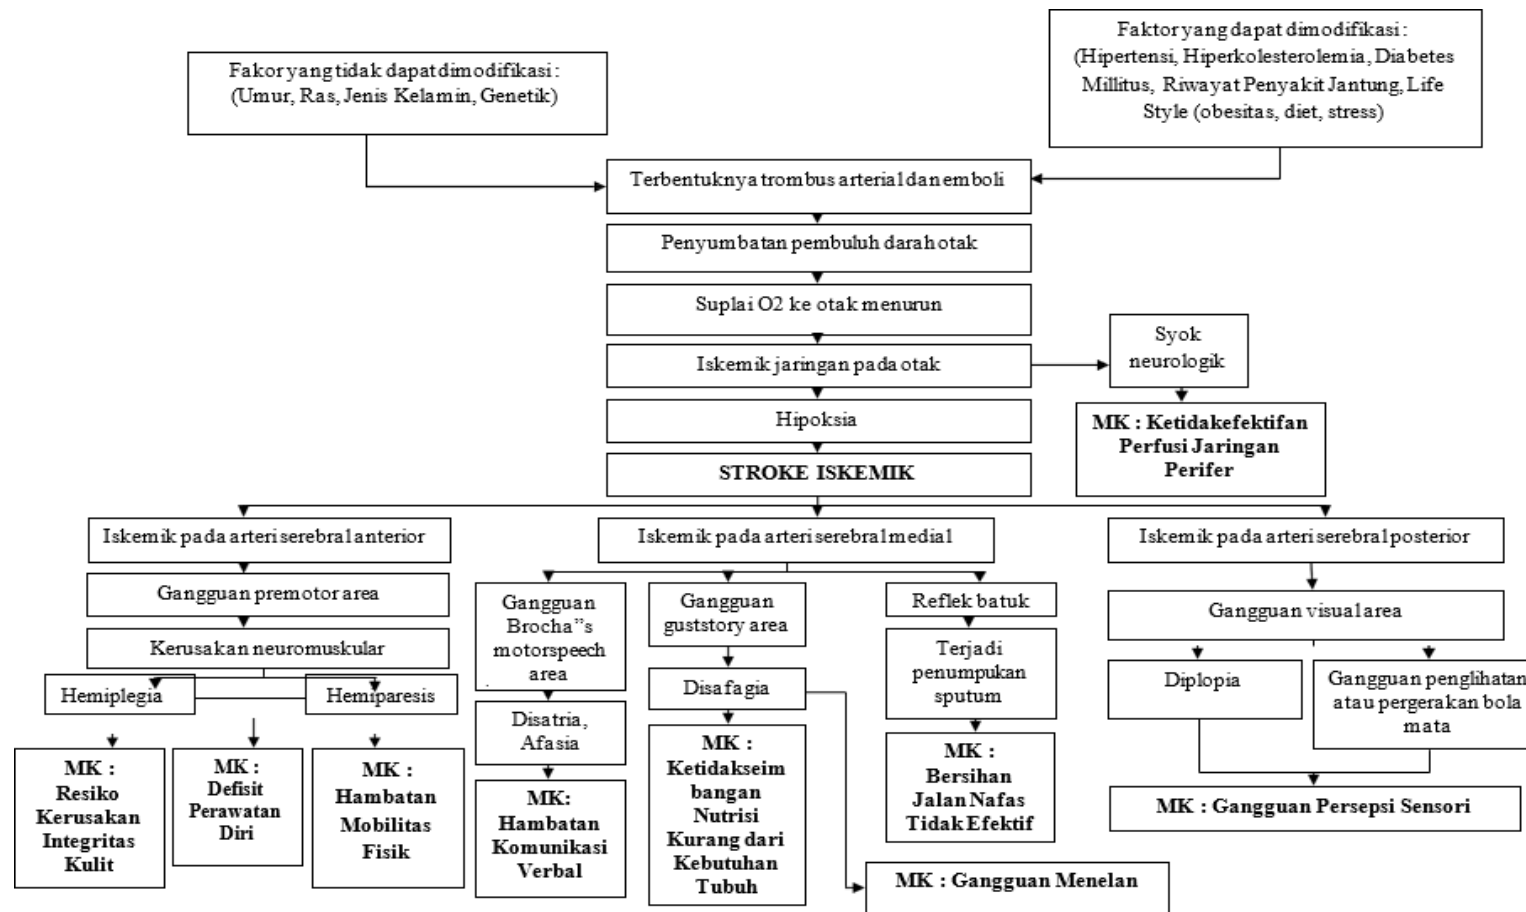 Fakor yang tidak dapat dimodifikasi :
(Umur, Ras, Jenis Kelamin, Genetik)
Faktor yang dapat dimodifikasi :
(Hipertensi, Hiperkolesterolemia, Diabetes
Millitus, Riwayat Penyakit Jantung, Life
Style (obesitas, diet, stress)
Terbentuknya trombus arterial dan emboli
Penyumbatan pembuluh darah otak
Suplai O2 ke otak menurun
Iskemik jaringan pada otak
Syok
neurologik
Hipoksia
MK : Ketidakefektifan
Perfusi Jaringan
Perifer
STROKE ISKEMIK
Iskemik pada arteri serebral anterior
Iskemik pada arteri serebral medial
Iskemik pada arteri serebral posterior
Gangguan premotor area
Kerusakan neuromuskular
Hemiplegia
Hemiparesis
MK :
Resiko
Kerusakan
Integritas
Kulit
MK :
Defisit
Perawatan
Diri
MK :
Hambatan
Mobilitas
Fisik
Gangguan
Brocha”s
motorspeech
area
Disatria,
Afasia
MK:
Hambatan
Komunikasi
Verbal
Gangguan
guststory area
Disafagia
MK :
Ketidakseim
bangan
Nutrisi
Kurang dari
Kebutuhan
Tubuh
Reflek batuk
Terjadi
penumpukan
sputum
MK :
Bersihan
Jalan Nafas
Tidak Efektif
MK : Gangguan Menelan
Gangguan visual area
Diplopia
Gangguan penglihatan
atau pergerakan bola
mata
MK : Gangguan Persepsi Sensori